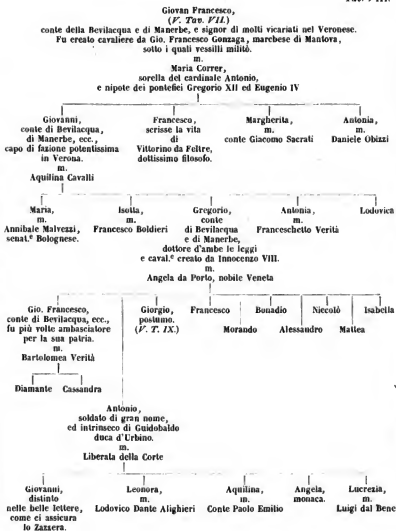 Giovan Francesco,
(V. Tav. VII.)
conte della Bevilacqua e di Manerbe, e signor di molti vicariati nel Veronese.
Fu creato cavaliere da Gio. Francesco Gonzaga, marchese di Mantova,
sotto i quali vessilli militò.
m.
Maria Correr,
sorella del cardinale Antonio,
e nipote dei pontefici Gregorio XII ed Eugenio IV
Giovanni,
conte di Bevilacqua,
di Manerbe, ecc.,
capo di fazione potentissima
in Verona.
m.
Aquilina Cavalli
Francesco,
scrisse la vita
di
Vittorino da Feltre,
dottissimo filosofo.
Margherita,
m.
conte Giacomo Sacrati
Antonia,
m.
Daniele Obizzi
Maria,
m.
Annibale Malvezzi,
senat.e Bolognese.
Isotta,
m.
Francesco Boldieri
Gregorio,
conte
di Bevilacqua
e di Manerbe,
dottore d'ambe le leggi
e caval.e creato da Innocenzo VIII.
m.
Angela da Porto, nobile Veneta
Antonia,
m.
Franceschetto Verità
Lodovica
Gio. Francesco,
conte di Bevilacqua, ecc.,
fu più volte ambasciatore
per la sua patria.
m.
Bartolomea Verità
Giorgio,
postumo.
(V. T. IX.)
Francesco
Bonadio
Niccolò
Isabella
Morando
Alessandro
Mattea
Diamante
Cassandra
Antonio,
soldato di gran nome,
ed intrinseco di Guidobaldo
duca d'Urbino.
m.
Liberata della Corte
Giovanni,
distinto
nelle belle lettere,
come ci assicura
lo Zazzera.
Leonora,
m.
Lodovico Dante Alighieri
Aquilina,
m.
Conte Paolo Emilio
Angela,
monaca.
Lucrezia,
m.
Luigi dal Bene